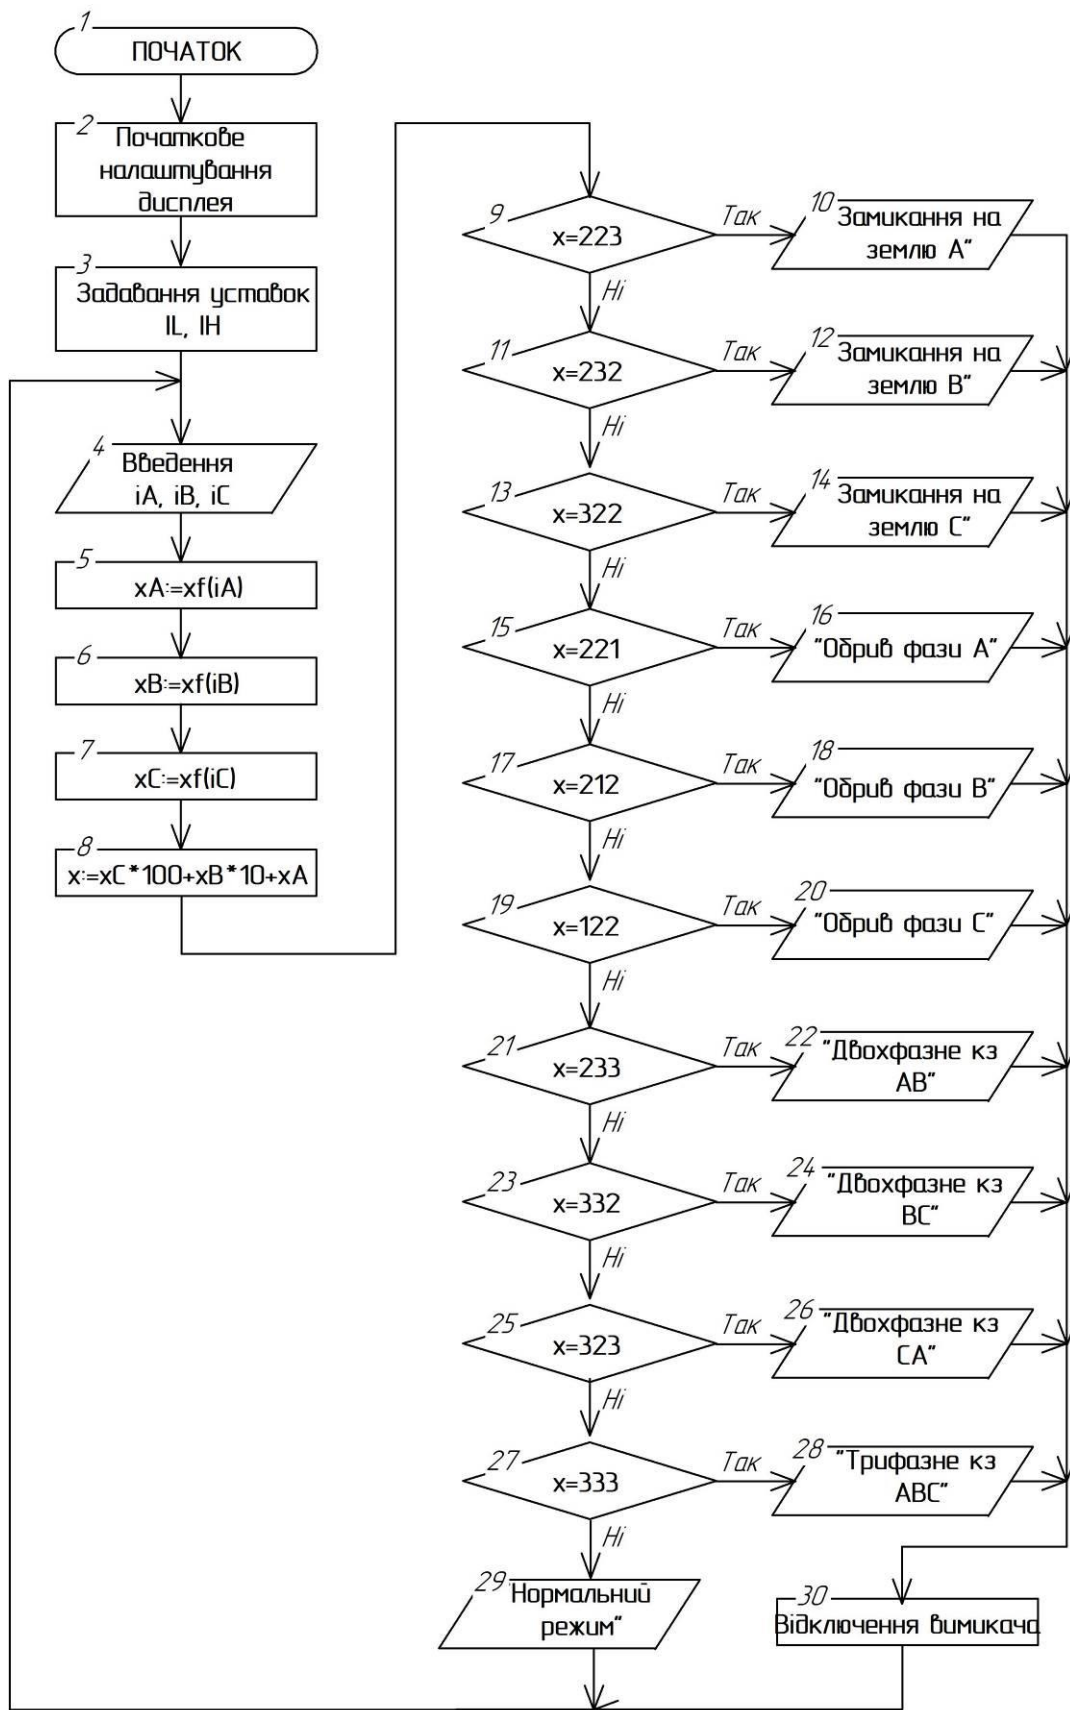 1
ПОЧАТОК
2
Початкове
налаштування
дисплея
3
Задавання уставок
IL, IH
4
Введення
iA, iB, iC
5
xA:=xf(iA)
6
xB:=xf(iB)
7
xC:=xf(iC)
8
x:=xC*100+xB*10+xA
9
x=223
Так
Ні
10
Замикання на
землю A"
11
x=232
Так
Ні
12
Замикання на
землю B"
13
x=322
Так
Ні
14
Замикання на
землю C"
15
x=221
Так
Ні
16
"Обрив фази A"
17
x=212
Так
Ні
18
"Обрив фази B"
19
x=122
Так
Ні
20
"Обрив фази C"
21
x=233
Так
Ні
22
"Двохфазне кз
AB"
23
x=332
Так
Ні
24
"Двохфазне кз
BC"
25
x=323
Так
Ні
26
"Двохфазне кз
CA"
27
x=333
Так
Ні
28
"Трифазне кз
ABC"
29
"Нормальний
режим"
30
Відключення вимикача